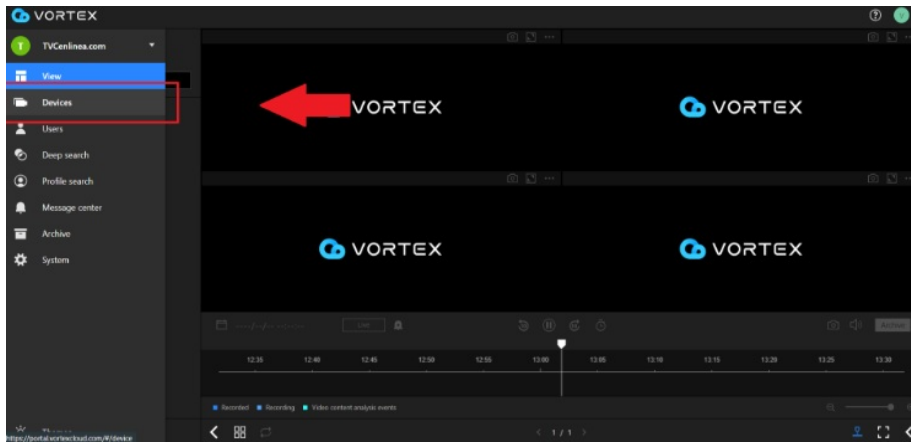 VORTEX
?
V
T
TVCenlinea.com
View
Devices
Users
Deep search
Profile search
Message center
Archive
System
VORTEX
VORTEX
VORTEX
VORTEX
Live
Archive
12:35 12:40 12:45 12:50 12:55 13:00 13:05 13:10 13:15 13:20 13:25 13:30
Recorded Recording Video content analysis events
https://portal.vortexcloud.com/#/device
< 1 / 1 >